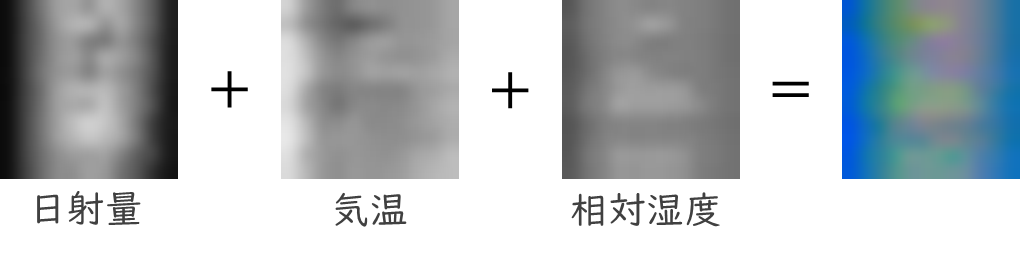 + + =
日射量 気温 相対湿度